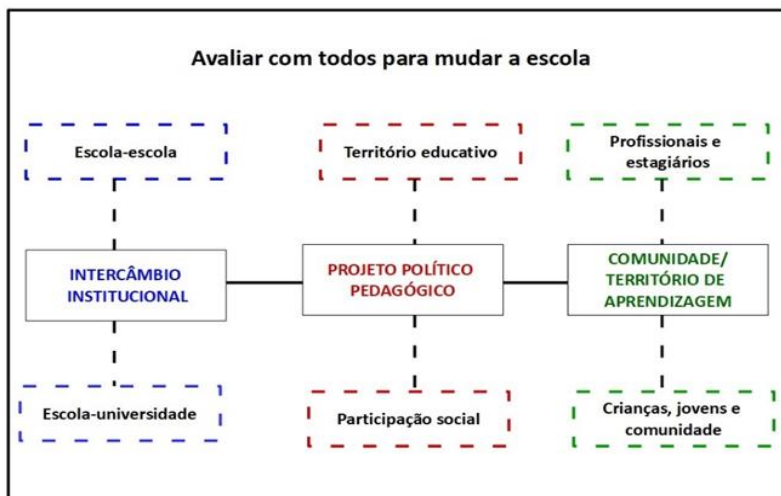 Avaliar com todos para mudar a escola
Escola-escola
Território educativo
Profissionais e
estagiários
INTERCÂMBIO
INSTITUCIONAL
PROJETO POLÍTICO
PEDAGÓGICO
COMUNIDADE/
TERRITÓRIO DE
APRENDIZAGEM
Escola-universidade
Participação social
Crianças, jovens e
comunidade